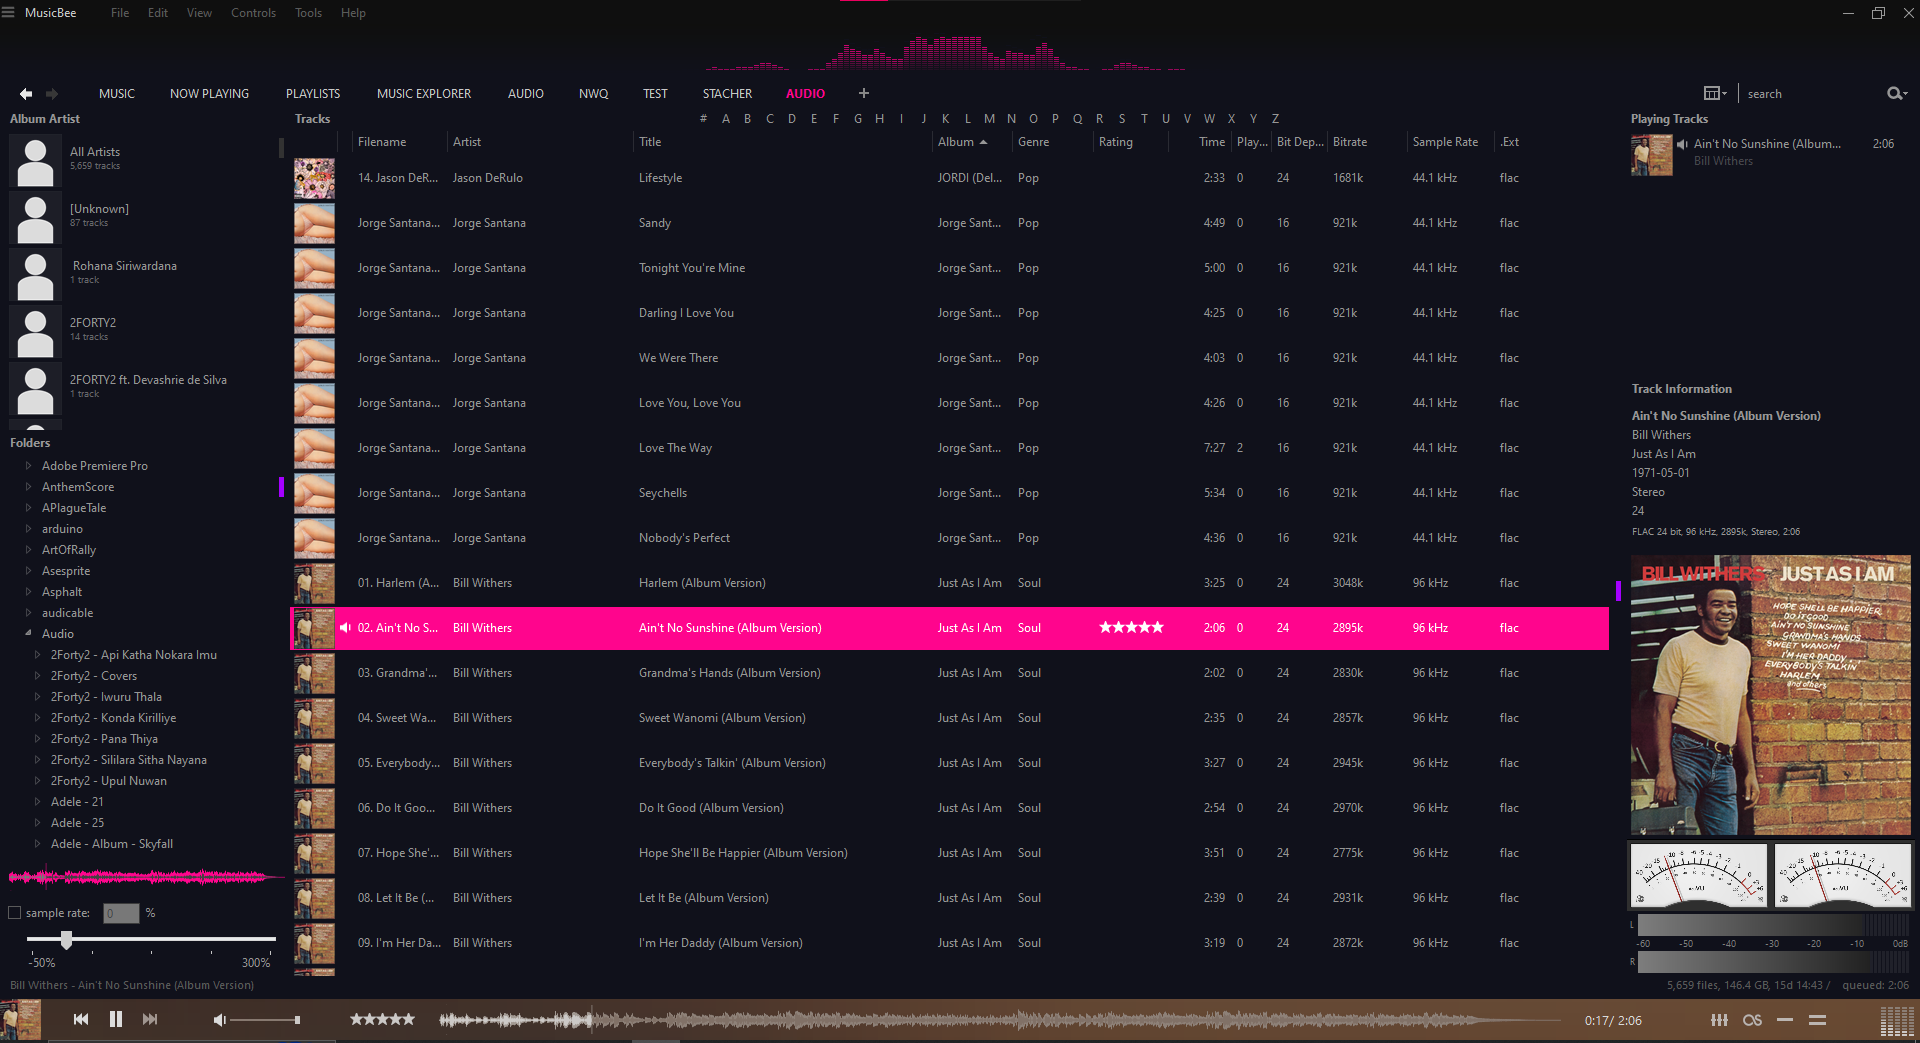 MusicBee File Edit View Controls Tools Help
MUSIC NOW PLAYING PLAYLISTS MUSIC EXPLORER AUDIO NWQ TEST STACHER AUDIO + search
Album Artist
All Artists
5,659 tracks
[Unknown]
87 tracks
Rohana Siriwardana
1 track
2FORTY2
14 tracks
2FORTY2 ft. Devashrie de Silva
1 track
Folders
Adobe Premiere Pro
AnthemScore
APlagueTale
arduino
ArtOfRally
Asesprite
Asphalt
audicable
Audio
2Forty2 - Api Katha Nokara Imu
2Forty2 - Covers
2Forty2 - Iwuru Thala
2Forty2 - Konda Kirilliye
2Forty2 - Pana Thiya
2Forty2 - Sililara Sitha Nayana
2Forty2 - Upul Nuwan
Adele - 21
Adele - 25
Adele - Album - Skyfall
sample rate: 0 %
-50% 300%
Bill Withers - Ain't No Sunshine (Album Version)
Tracks # A B C D E F G H I J K L M N O P Q R S T U V W X Y Z
Filename Artist Title Album Genre Rating Time Play... Bit Dep... Bitrate Sample Rate .Ext
14. Jason DeR... Jason DeRulo Lifestyle JORDI (Del... Pop 2:33 0 24 1681k 44.1 kHz flac
Jorge Santana... Jorge Santana Sandy Jorge Sant... Pop 4:49 0 16 921k 44.1 kHz flac
Jorge Santana... Jorge Santana Tonight You're Mine Jorge Sant... Pop 5:00 0 16 921k 44.1 kHz flac
Jorge Santana... Jorge Santana Darling I Love You Jorge Sant... Pop 4:25 0 16 921k 44.1 kHz flac
Jorge Santana... Jorge Santana We Were There Jorge Sant... Pop 4:03 0 16 921k 44.1 kHz flac
Jorge Santana... Jorge Santana Love You, Love You Jorge Sant... Pop 4:26 0 16 921k 44.1 kHz flac
Jorge Santana... Jorge Santana Love The Way Jorge Sant... Pop 7:27 2 16 921k 44.1 kHz flac
Jorge Santana... Jorge Santana Seychells Jorge Sant... Pop 5:34 0 16 921k 44.1 kHz flac
Jorge Santana... Jorge Santana Nobody's Perfect Jorge Sant... Pop 4:36 0 16 921k 44.1 kHz flac
01. Harlem (A... Bill Withers Harlem (Album Version) Just As I Am Soul 3:25 0 24 3048k 96 kHz flac
02. Ain't No S... Bill Withers Ain't No Sunshine (Album Version) Just As I Am Soul ★★★★★ 2:06 0 24 2895k 96 kHz flac
03. Grandma'... Bill Withers Grandma's Hands (Album Version) Just As I Am Soul 2:02 0 24 2830k 96 kHz flac
04. Sweet Wa... Bill Withers Sweet Wanomi (Album Version) Just As I Am Soul 2:35 0 24 2857k 96 kHz flac
05. Everybody... Bill Withers Everybody's Talkin' (Album Version) Just As I Am Soul 3:27 0 24 2945k 96 kHz flac
06. Do It Goo... Bill Withers Do It Good (Album Version) Just As I Am Soul 2:54 0 24 2970k 96 kHz flac
07. Hope She'... Bill Withers Hope She'll Be Happier (Album Version) Just As I Am Soul 3:51 0 24 2775k 96 kHz flac
08. Let It Be (... Bill Withers Let It Be (Album Version) Just As I Am Soul 2:39 0 24 2931k 96 kHz flac
09. I'm Her Da... Bill Withers I'm Her Daddy (Album Version) Just As I Am Soul 3:19 0 24 2872k 96 kHz flac
Playing Tracks
Ain't No Sunshine (Album... 2:06
Bill Withers
Track Information
Ain't No Sunshine (Album Version)
Bill Withers
Just As I Am
1971-05-01
Stereo
24
FLAC 24 bit, 96 kHz, 2895k, Stereo, 2:06
BILL WITHERS JUST AS I AM
HOPE SHE'LL BE HAPPIER
DO IT GOOD
AIN'T NO SUNSHINE
GRANDMA'S HANDS
SWEET WANOMI
I'M HER DADDY
EVERYBODY'S TALKIN'
HARLEM
and others
L
-60 -50 -40 -30 -20 -10 0dB
R
5,659 files, 146.4 GB, 15d 14:43 / queued: 2:06
★★★★★ 0:17/ 2:06